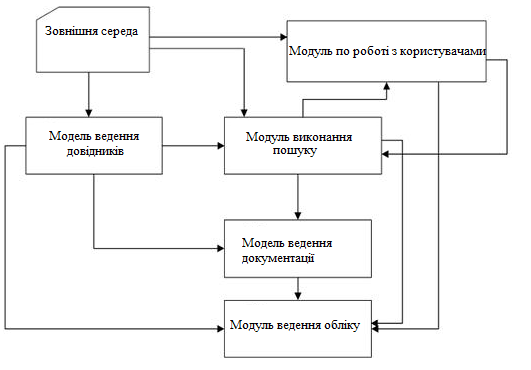 Зовнішня середа
Модуль по роботі з користувачами
Модель ведення
довідників
Модуль виконання
пошуку
Модель ведення
документації
Модуль ведення обліку